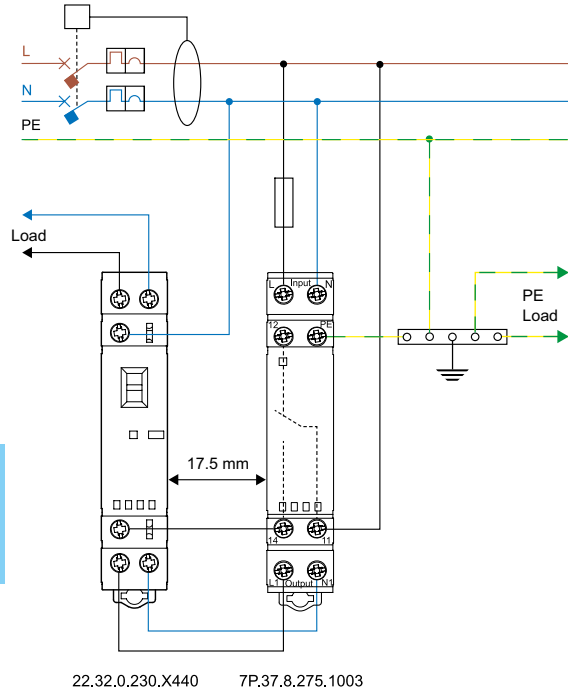 L
N
PE
Load
L Input N
12 PE
PE
Load
17.5 mm
14 11
L1 Output N1
22.32.0.230.X440 7P.37.8.275.1003